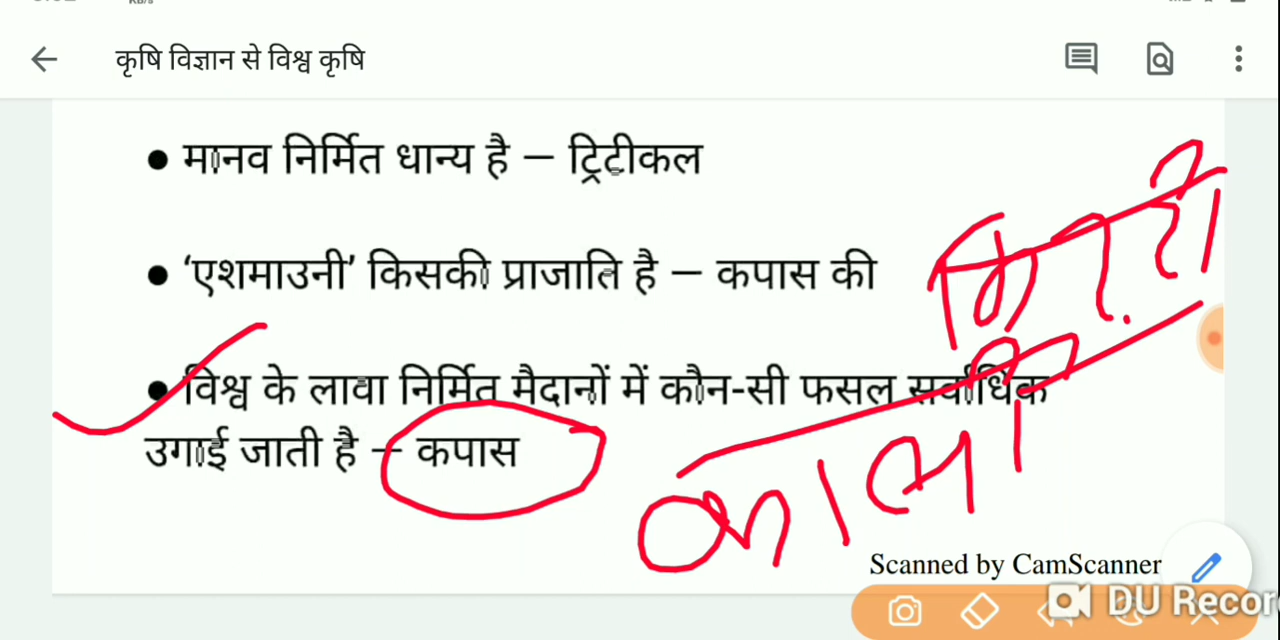 कृषि विज्ञान से विश्व कृषि
● मानव निर्मित धान्य है – ट्रिटीकल
● ‘एशमाउनी’ किसकी प्राजाति है – कपास की
मिट्टी
● विश्व के लावा निर्मित मैदानों में कौन-सी फसल सर्वाधिक
उगाई जाती है – कपास
काली
Scanned by CamScanner
DU Recor